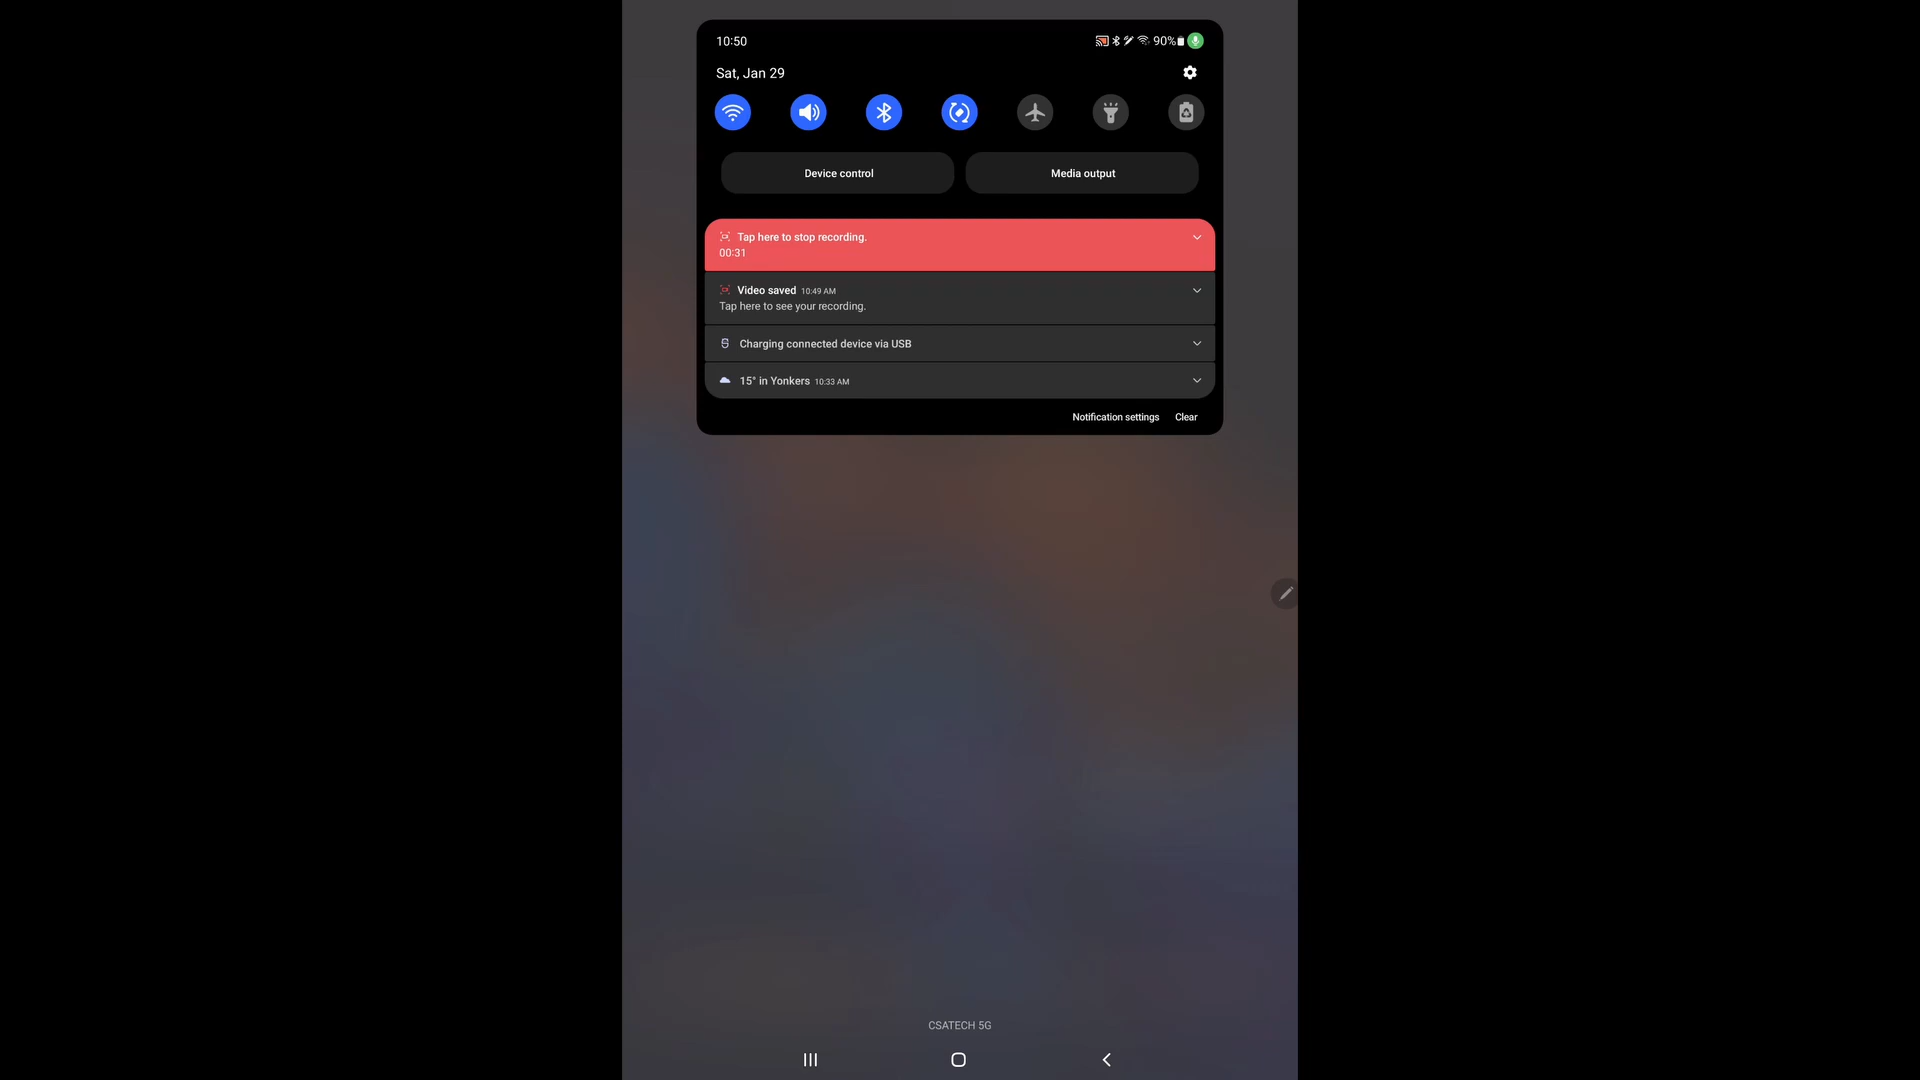 10:50
90%
Sat, Jan 29
Device control
Media output
Tap here to stop recording.
00:31
Video saved 10:49 AM
Tap here to see your recording.
Charging connected device via USB
15° in Yonkers 10:33 AM
Notification settings
Clear
CSATECH 5G